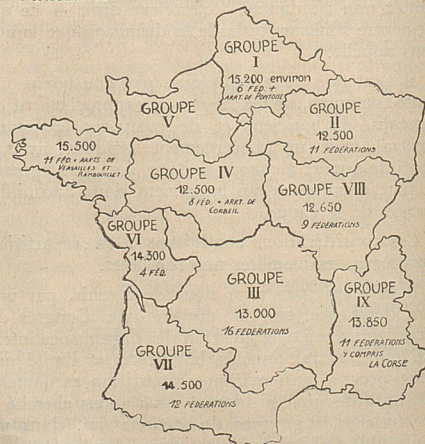 GROUPE
I
15.200 environ
6 FÉD. +
ARRT. DE PONTOISE
GROUPE
V
15.500
11 FÉD. + ARRTS DE
VERSAILLES ET
RAMBOUILLET
GROUPE
II
12.500
11 FÉDÉRATIONS
GROUPE IV
12.500
8 FÉD. + ARRT. DE
CORBEIL
GROUPE VIII
12.650
9 FÉDÉRATIONS
GROUPE
VI
14.300
4 FÉD.
GROUPE
III
13.000
16 FÉDÉRATIONS
GROUPE
IX
13.850
11 FÉDÉRATIONS
Y COMPRIS
LA CORSE
GROUPE
VII
14.500
12 FÉDÉRATIONS